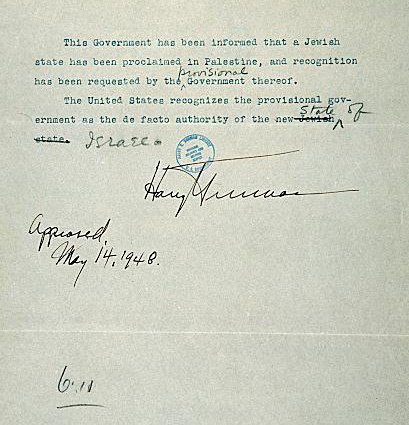 This Government has been informed that a Jewish
state has been proclaimed in Palestine, and recognition
provisional
has been requested by the Government thereof.
The United States recognizes the provisional gov-
ernment as the de facto authority of the new Jewish State of
state. Israel.
Harry Truman
Approved,
May 14, 1948.
6.11